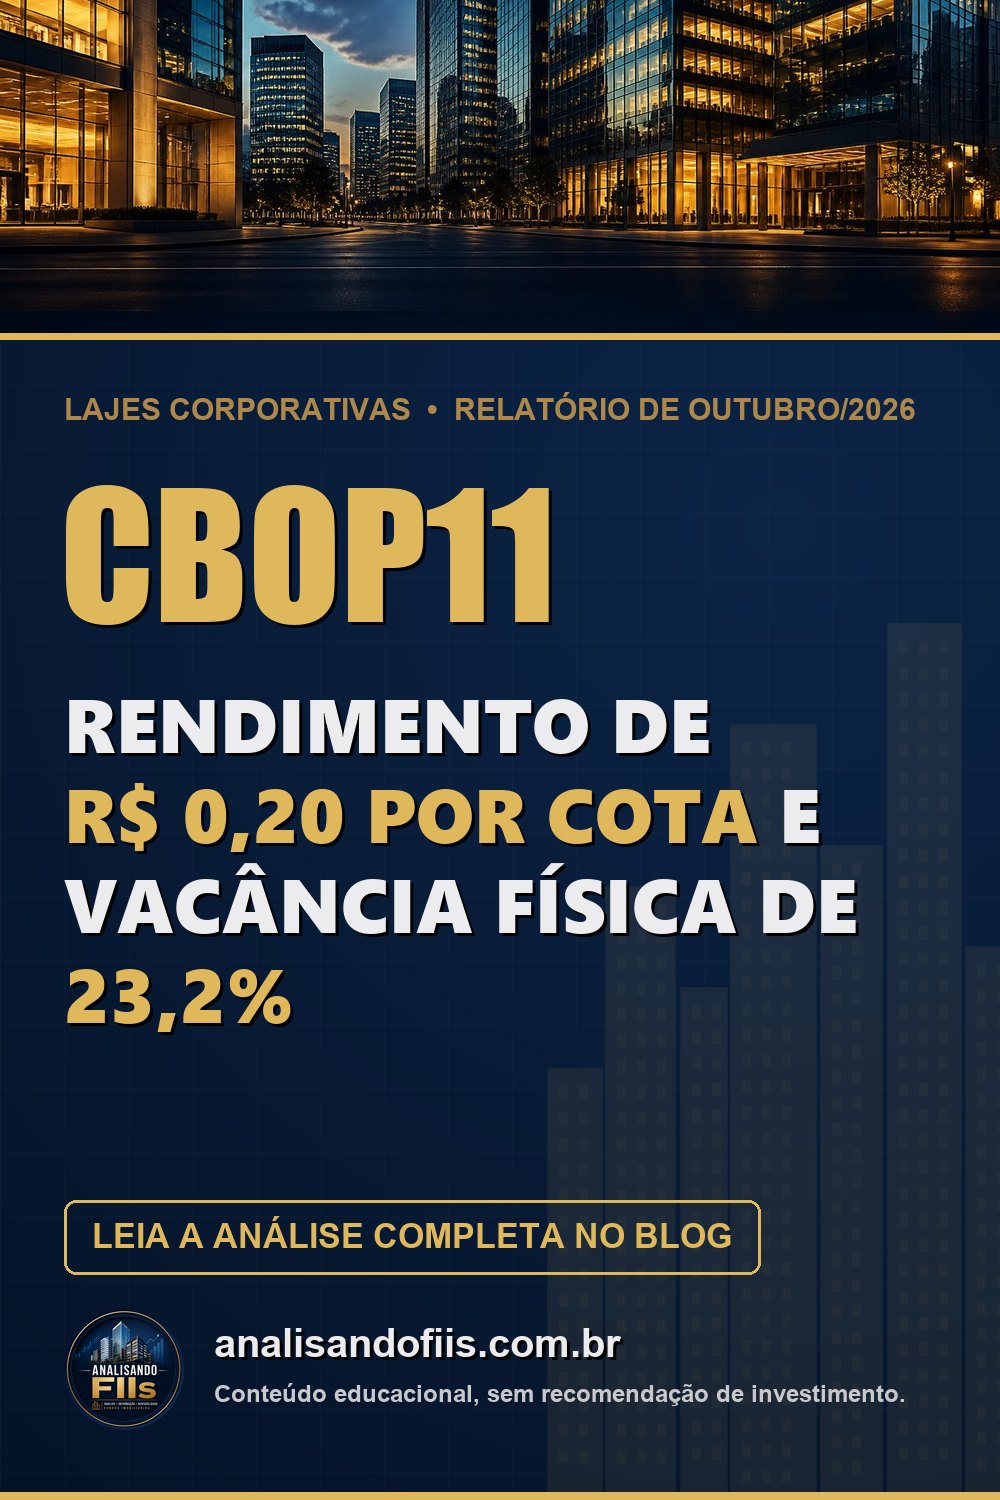 LAJES CORPORATIVAS • RELATÓRIO DE OUTUBRO/2026
CBOP11
RENDIMENTO DE
R$ 0,20 POR COTA E
VACÂNCIA FÍSICA DE
23,2%
LEIA A ANÁLISE COMPLETA NO BLOG
ANALISANDO
FIIs
analisandofiis.com.br
Conteúdo educacional, sem recomendação de investimento.